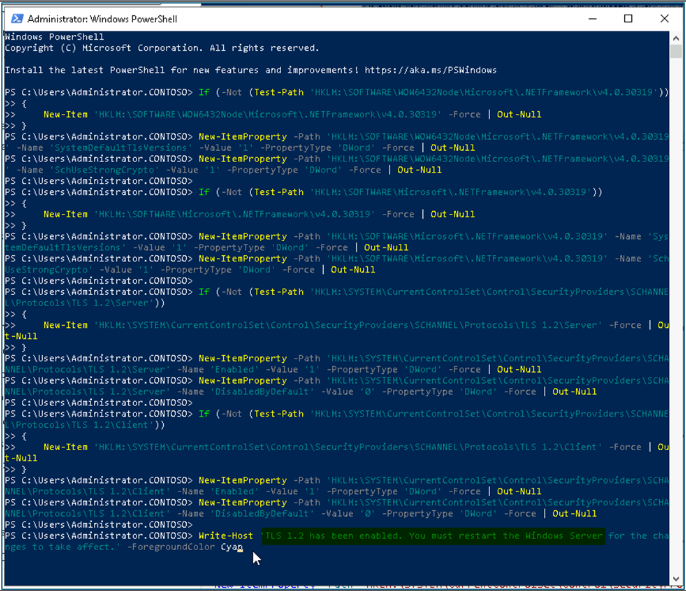 Administrator: Windows PowerShell
Windows PowerShell
Copyright (C) Microsoft Corporation. All rights reserved.
Install the latest PowerShell for new features and improvements! https://aka.ms/PSWindows
PS C:\Users\Administrator.CONTOSO> If (-Not (Test-Path 'HKLM:\SOFTWARE\WOW6432Node\Microsoft\.NETFramework\v4.0.30319'))
>> {
>>     New-Item 'HKLM:\SOFTWARE\WOW6432Node\Microsoft\.NETFramework\v4.0.30319' -Force | Out-Null
>> }
PS C:\Users\Administrator.CONTOSO> New-ItemProperty -Path 'HKLM:\SOFTWARE\WOW6432Node\Microsoft\.NETFramework\v4.0.30319
' -Name 'SystemDefaultTlsVersions' -Value '1' -PropertyType 'DWord' -Force | Out-Null
PS C:\Users\Administrator.CONTOSO> New-ItemProperty -Path 'HKLM:\SOFTWARE\WOW6432Node\Microsoft\.NETFramework\v4.0.30319
' -Name 'SchUseStrongCrypto' -Value '1' -PropertyType 'DWord' -Force | Out-Null
PS C:\Users\Administrator.CONTOSO>
PS C:\Users\Administrator.CONTOSO> If (-Not (Test-Path 'HKLM:\SOFTWARE\Microsoft\.NETFramework\v4.0.30319'))
>> {
>>     New-Item 'HKLM:\SOFTWARE\Microsoft\.NETFramework\v4.0.30319' -Force | Out-Null
>> }
PS C:\Users\Administrator.CONTOSO> New-ItemProperty -Path 'HKLM:\SOFTWARE\Microsoft\.NETFramework\v4.0.30319' -Name 'Sys
temDefaultTlsVersions' -Value '1' -PropertyType 'DWord' -Force | Out-Null
PS C:\Users\Administrator.CONTOSO> New-ItemProperty -Path 'HKLM:\SOFTWARE\Microsoft\.NETFramework\v4.0.30319' -Name 'Sch
UseStrongCrypto' -Value '1' -PropertyType 'DWord' -Force | Out-Null
PS C:\Users\Administrator.CONTOSO>
PS C:\Users\Administrator.CONTOSO> If (-Not (Test-Path 'HKLM:\SYSTEM\CurrentControlSet\Control\SecurityProviders\SCHANNE
L\Protocols\TLS 1.2\Server'))
>> {
>>     New-Item 'HKLM:\SYSTEM\CurrentControlSet\Control\SecurityProviders\SCHANNEL\Protocols\TLS 1.2\Server' -Force | Ou
t-Null
>> }
PS C:\Users\Administrator.CONTOSO> New-ItemProperty -Path 'HKLM:\SYSTEM\CurrentControlSet\Control\SecurityProviders\SCHA
NNEL\Protocols\TLS 1.2\Server' -Name 'Enabled' -Value '1' -PropertyType 'DWord' -Force | Out-Null
PS C:\Users\Administrator.CONTOSO> New-ItemProperty -Path 'HKLM:\SYSTEM\CurrentControlSet\Control\SecurityProviders\SCHA
NNEL\Protocols\TLS 1.2\Server' -Name 'DisabledByDefault' -Value '0' -PropertyType 'DWord' -Force | Out-Null
PS C:\Users\Administrator.CONTOSO>
PS C:\Users\Administrator.CONTOSO> If (-Not (Test-Path 'HKLM:\SYSTEM\CurrentControlSet\Control\SecurityProviders\SCHANNE
L\Protocols\TLS 1.2\Client'))
>> {
>>     New-Item 'HKLM:\SYSTEM\CurrentControlSet\Control\SecurityProviders\SCHANNEL\Protocols\TLS 1.2\Client' -Force | Ou
t-Null
>> }
PS C:\Users\Administrator.CONTOSO> New-ItemProperty -Path 'HKLM:\SYSTEM\CurrentControlSet\Control\SecurityProviders\SCHA
NNEL\Protocols\TLS 1.2\Client' -Name 'Enabled' -Value '1' -PropertyType 'DWord' -Force | Out-Null
PS C:\Users\Administrator.CONTOSO> New-ItemProperty -Path 'HKLM:\SYSTEM\CurrentControlSet\Control\SecurityProviders\SCHA
NNEL\Protocols\TLS 1.2\Client' -Name 'DisabledByDefault' -Value '0' -PropertyType 'DWord' -Force | Out-Null
PS C:\Users\Administrator.CONTOSO>
PS C:\Users\Administrator.CONTOSO> Write-Host 'TLS 1.2 has been enabled. You must restart the Windows Server for the cha
nges to take affect.' -ForegroundColor Cyan